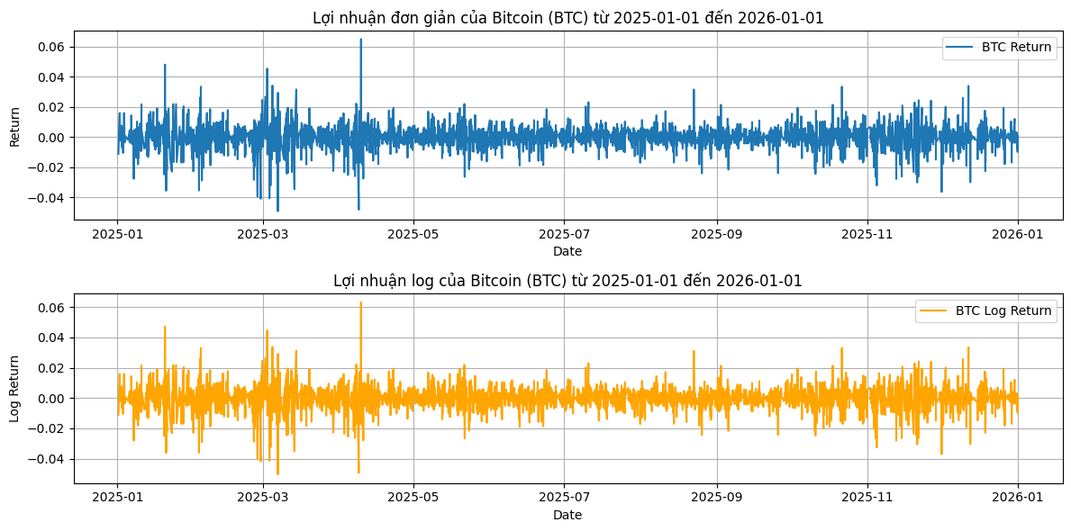 Lợi nhuận đơn giản của Bitcoin (BTC) từ 2025-01-01 đến 2026-01-01
BTC Return
0.06
0.04
0.02
0.00
−0.02
−0.04
Return
2025-01 2025-03 2025-05 2025-07 2025-09 2025-11 2026-01
Date
Lợi nhuận log của Bitcoin (BTC) từ 2025-01-01 đến 2026-01-01
BTC Log Return
0.06
0.04
0.02
0.00
−0.02
−0.04
Log Return
2025-01 2025-03 2025-05 2025-07 2025-09 2025-11 2026-01
Date